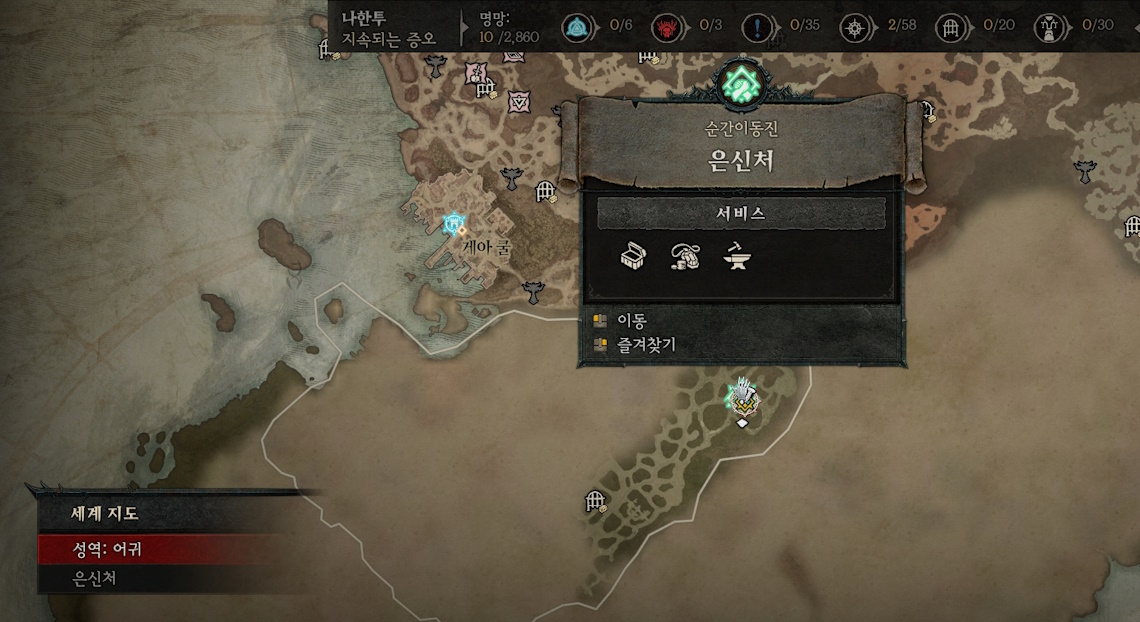 나한투
지속되는 증오
명망:
10 /2,860
0/6
0/3
0/35
2/58
0/20
0/30
순간이동진
은신처
서비스
이동
즐겨찾기
게아 쿨
세계 지도
성역: 어귀
은신처